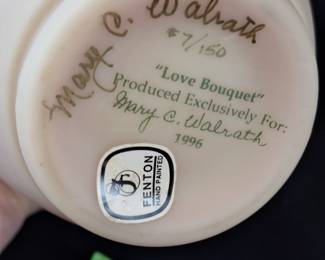 Mary C. Walrath
#7/150
"Love Bouquet"
Produced Exclusively For:
Mary C. Walrath
1996
F
FENTON
HAND PAINTED